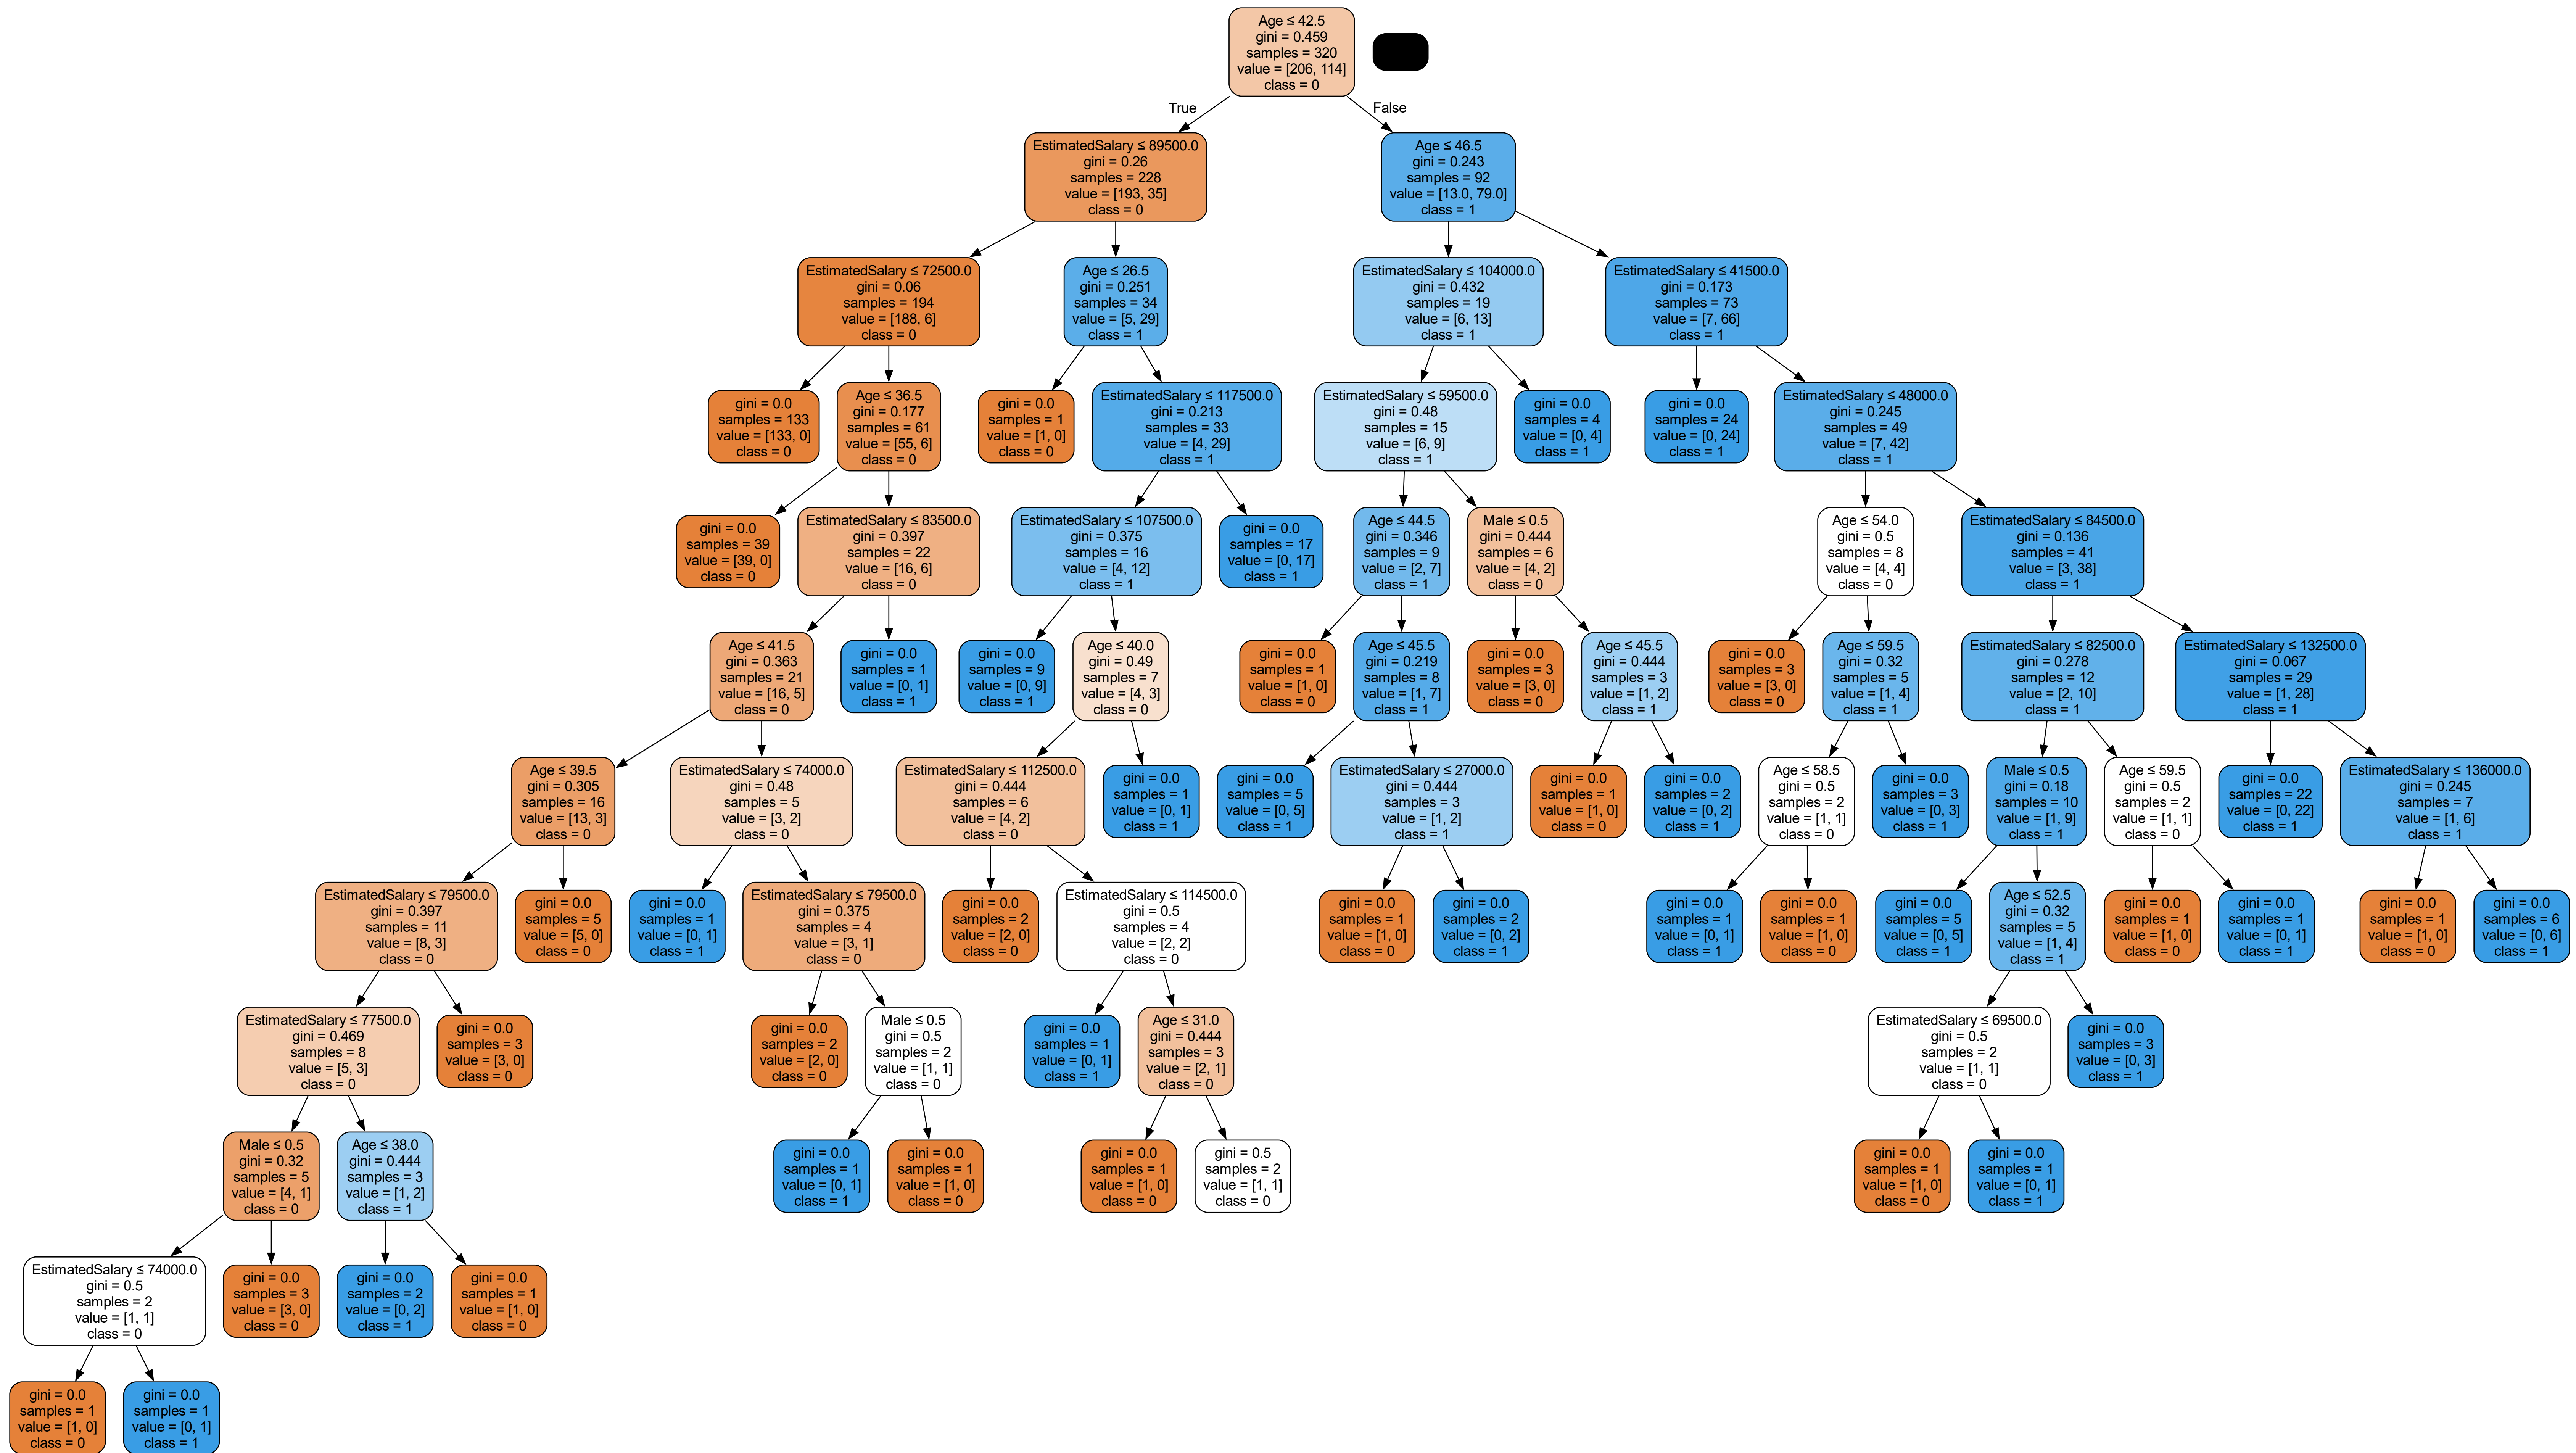 Age ≤ 42.5
gini = 0.459
samples = 320
value = [206, 114]
class = 0
True
False
EstimatedSalary ≤ 89500.0
gini = 0.26
samples = 228
value = [193, 35]
class = 0
Age ≤ 46.5
gini = 0.243
samples = 92
value = [13.0, 79.0]
class = 1
EstimatedSalary ≤ 72500.0
gini = 0.06
samples = 194
value = [188, 6]
class = 0
Age ≤ 26.5
gini = 0.251
samples = 34
value = [5, 29]
class = 1
EstimatedSalary ≤ 104000.0
gini = 0.432
samples = 19
value = [6, 13]
class = 1
EstimatedSalary ≤ 41500.0
gini = 0.173
samples = 73
value = [7, 66]
class = 1
gini = 0.0
samples = 133
value = [133, 0]
class = 0
Age ≤ 36.5
gini = 0.177
samples = 61
value = [55, 6]
class = 0
gini = 0.0
samples = 1
value = [1, 0]
class = 0
EstimatedSalary ≤ 117500.0
gini = 0.213
samples = 33
value = [4, 29]
class = 1
EstimatedSalary ≤ 59500.0
gini = 0.48
samples = 15
value = [6, 9]
class = 1
gini = 0.0
samples = 4
value = [0, 4]
class = 1
gini = 0.0
samples = 24
value = [0, 24]
class = 1
EstimatedSalary ≤ 48000.0
gini = 0.245
samples = 49
value = [7, 42]
class = 1
gini = 0.0
samples = 39
value = [39, 0]
class = 0
EstimatedSalary ≤ 83500.0
gini = 0.397
samples = 22
value = [16, 6]
class = 0
EstimatedSalary ≤ 107500.0
gini = 0.375
samples = 16
value = [4, 12]
class = 1
gini = 0.0
samples = 17
value = [0, 17]
class = 1
Age ≤ 44.5
gini = 0.346
samples = 9
value = [2, 7]
class = 1
Male ≤ 0.5
gini = 0.444
samples = 6
value = [4, 2]
class = 0
Age ≤ 54.0
gini = 0.5
samples = 8
value = [4, 4]
class = 0
EstimatedSalary ≤ 84500.0
gini = 0.136
samples = 41
value = [3, 38]
class = 1
Age ≤ 41.5
gini = 0.363
samples = 21
value = [16, 5]
class = 0
gini = 0.0
samples = 1
value = [0, 1]
class = 1
gini = 0.0
samples = 9
value = [0, 9]
class = 1
Age ≤ 40.0
gini = 0.49
samples = 7
value = [4, 3]
class = 0
gini = 0.0
samples = 1
value = [1, 0]
class = 0
Age ≤ 45.5
gini = 0.219
samples = 8
value = [1, 7]
class = 1
gini = 0.0
samples = 3
value = [3, 0]
class = 0
Age ≤ 45.5
gini = 0.444
samples = 3
value = [1, 2]
class = 1
gini = 0.0
samples = 3
value = [3, 0]
class = 0
Age ≤ 59.5
gini = 0.32
samples = 5
value = [1, 4]
class = 1
EstimatedSalary ≤ 82500.0
gini = 0.278
samples = 12
value = [2, 10]
class = 1
EstimatedSalary ≤ 132500.0
gini = 0.067
samples = 29
value = [1, 28]
class = 1
Age ≤ 39.5
gini = 0.305
samples = 16
value = [13, 3]
class = 0
EstimatedSalary ≤ 74000.0
gini = 0.48
samples = 5
value = [3, 2]
class = 0
EstimatedSalary ≤ 112500.0
gini = 0.444
samples = 6
value = [4, 2]
class = 0
gini = 0.0
samples = 1
value = [0, 1]
class = 1
gini = 0.0
samples = 5
value = [0, 5]
class = 1
EstimatedSalary ≤ 27000.0
gini = 0.444
samples = 3
value = [1, 2]
class = 1
gini = 0.0
samples = 1
value = [1, 0]
class = 0
gini = 0.0
samples = 2
value = [0, 2]
class = 1
Age ≤ 58.5
gini = 0.5
samples = 2
value = [1, 1]
class = 0
gini = 0.0
samples = 3
value = [0, 3]
class = 1
Male ≤ 0.5
gini = 0.18
samples = 10
value = [1, 9]
class = 1
Age ≤ 59.5
gini = 0.5
samples = 2
value = [1, 1]
class = 0
gini = 0.0
samples = 22
value = [0, 22]
class = 1
EstimatedSalary ≤ 136000.0
gini = 0.245
samples = 7
value = [1, 6]
class = 1
EstimatedSalary ≤ 79500.0
gini = 0.397
samples = 11
value = [8, 3]
class = 0
gini = 0.0
samples = 5
value = [5, 0]
class = 0
gini = 0.0
samples = 1
value = [0, 1]
class = 1
EstimatedSalary ≤ 79500.0
gini = 0.375
samples = 4
value = [3, 1]
class = 0
gini = 0.0
samples = 2
value = [2, 0]
class = 0
EstimatedSalary ≤ 114500.0
gini = 0.5
samples = 4
value = [2, 2]
class = 0
gini = 0.0
samples = 1
value = [1, 0]
class = 0
gini = 0.0
samples = 2
value = [0, 2]
class = 1
gini = 0.0
samples = 1
value = [0, 1]
class = 1
gini = 0.0
samples = 1
value = [1, 0]
class = 0
gini = 0.0
samples = 5
value = [0, 5]
class = 1
Age ≤ 52.5
gini = 0.32
samples = 5
value = [1, 4]
class = 1
gini = 0.0
samples = 1
value = [1, 0]
class = 0
gini = 0.0
samples = 1
value = [0, 1]
class = 1
gini = 0.0
samples = 1
value = [1, 0]
class = 0
gini = 0.0
samples = 6
value = [0, 6]
class = 1
EstimatedSalary ≤ 77500.0
gini = 0.469
samples = 8
value = [5, 3]
class = 0
gini = 0.0
samples = 3
value = [3, 0]
class = 0
gini = 0.0
samples = 2
value = [2, 0]
class = 0
Male ≤ 0.5
gini = 0.5
samples = 2
value = [1, 1]
class = 0
gini = 0.0
samples = 1
value = [0, 1]
class = 1
Age ≤ 31.0
gini = 0.444
samples = 3
value = [2, 1]
class = 0
EstimatedSalary ≤ 69500.0
gini = 0.5
samples = 2
value = [1, 1]
class = 0
gini = 0.0
samples = 3
value = [0, 3]
class = 1
Male ≤ 0.5
gini = 0.32
samples = 5
value = [4, 1]
class = 0
Age ≤ 38.0
gini = 0.444
samples = 3
value = [1, 2]
class = 1
gini = 0.0
samples = 1
value = [0, 1]
class = 1
gini = 0.0
samples = 1
value = [1, 0]
class = 0
gini = 0.0
samples = 1
value = [1, 0]
class = 0
gini = 0.5
samples = 2
value = [1, 1]
class = 0
gini = 0.0
samples = 1
value = [1, 0]
class = 0
gini = 0.0
samples = 1
value = [0, 1]
class = 1
EstimatedSalary ≤ 74000.0
gini = 0.5
samples = 2
value = [1, 1]
class = 0
gini = 0.0
samples = 3
value = [3, 0]
class = 0
gini = 0.0
samples = 2
value = [0, 2]
class = 1
gini = 0.0
samples = 1
value = [1, 0]
class = 0
gini = 0.0
samples = 1
value = [1, 0]
class = 0
gini = 0.0
samples = 1
value = [0, 1]
class = 1